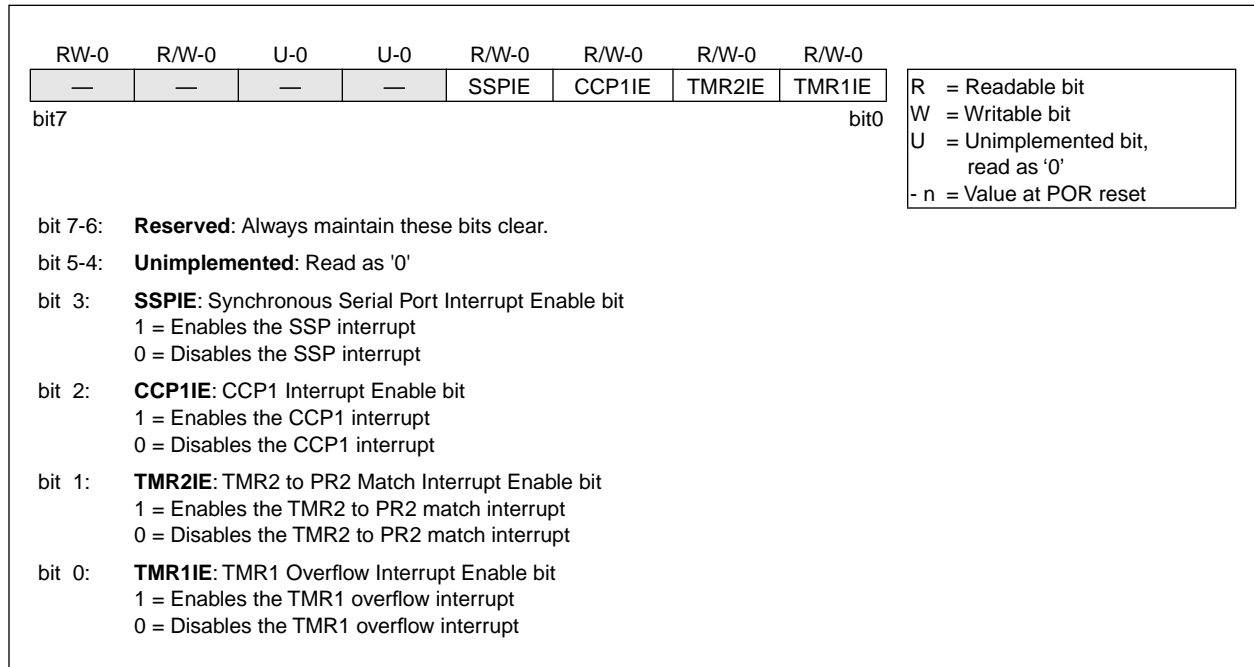 RW-0 R/W-0 U-0 U-0 R/W-0 R/W-0 R/W-0 R/W-0
— — — — SSPIE CCP1IE TMR2IE TMR1IE
bit7 bit0
R = Readable bit
W = Writable bit
U = Unimplemented bit,
read as ‘0’
- n = Value at POR reset
bit 7-6: Reserved: Always maintain these bits clear.
bit 5-4: Unimplemented: Read as '0'
bit 3: SSPIE: Synchronous Serial Port Interrupt Enable bit
1 = Enables the SSP interrupt
0 = Disables the SSP interrupt
bit 2: CCP1IE: CCP1 Interrupt Enable bit
1 = Enables the CCP1 interrupt
0 = Disables the CCP1 interrupt
bit 1: TMR2IE: TMR2 to PR2 Match Interrupt Enable bit
1 = Enables the TMR2 to PR2 match interrupt
0 = Disables the TMR2 to PR2 match interrupt
bit 0: TMR1IE: TMR1 Overflow Interrupt Enable bit
1 = Enables the TMR1 overflow interrupt
0 = Disables the TMR1 overflow interrupt